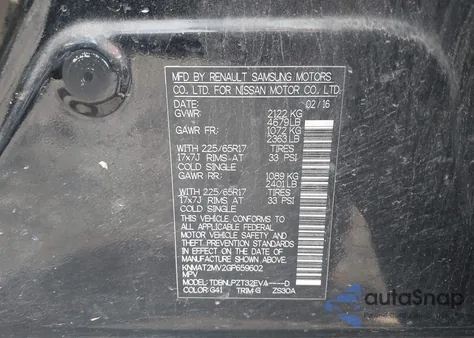 MFD BY RENAULT SAMSUNG MOTORS
CO. LTD. FOR NISSAN MOTOR CO., LTD.
DATE: 02/16
GVWR: 2122 KG
4679 LB
GAWR FR: 1072 KG
2363 LB
WITH 225/65R17 TIRES
17x7J RIMS-AT 33 PSI
COLD SINGLE
GAWR RR: 1089 KG
2401 LB
WITH 225/65R17 TIRES
17x7J RIMS-AT 33 PSI
COLD SINGLE
THIS VEHICLE CONFORMS TO
ALL APPLICABLE FEDERAL
MOTOR VEHICLE SAFETY
STANDARDS IN EFFECT ON
THE DATE OF MANUFACTURE
SHOWN ABOVE.
KNMAT2MV2GP659602
MPV
MODEL: TDBNLPZT32EVA----D
COLOR:G41 TRIM:G ZS30A
autoSnap